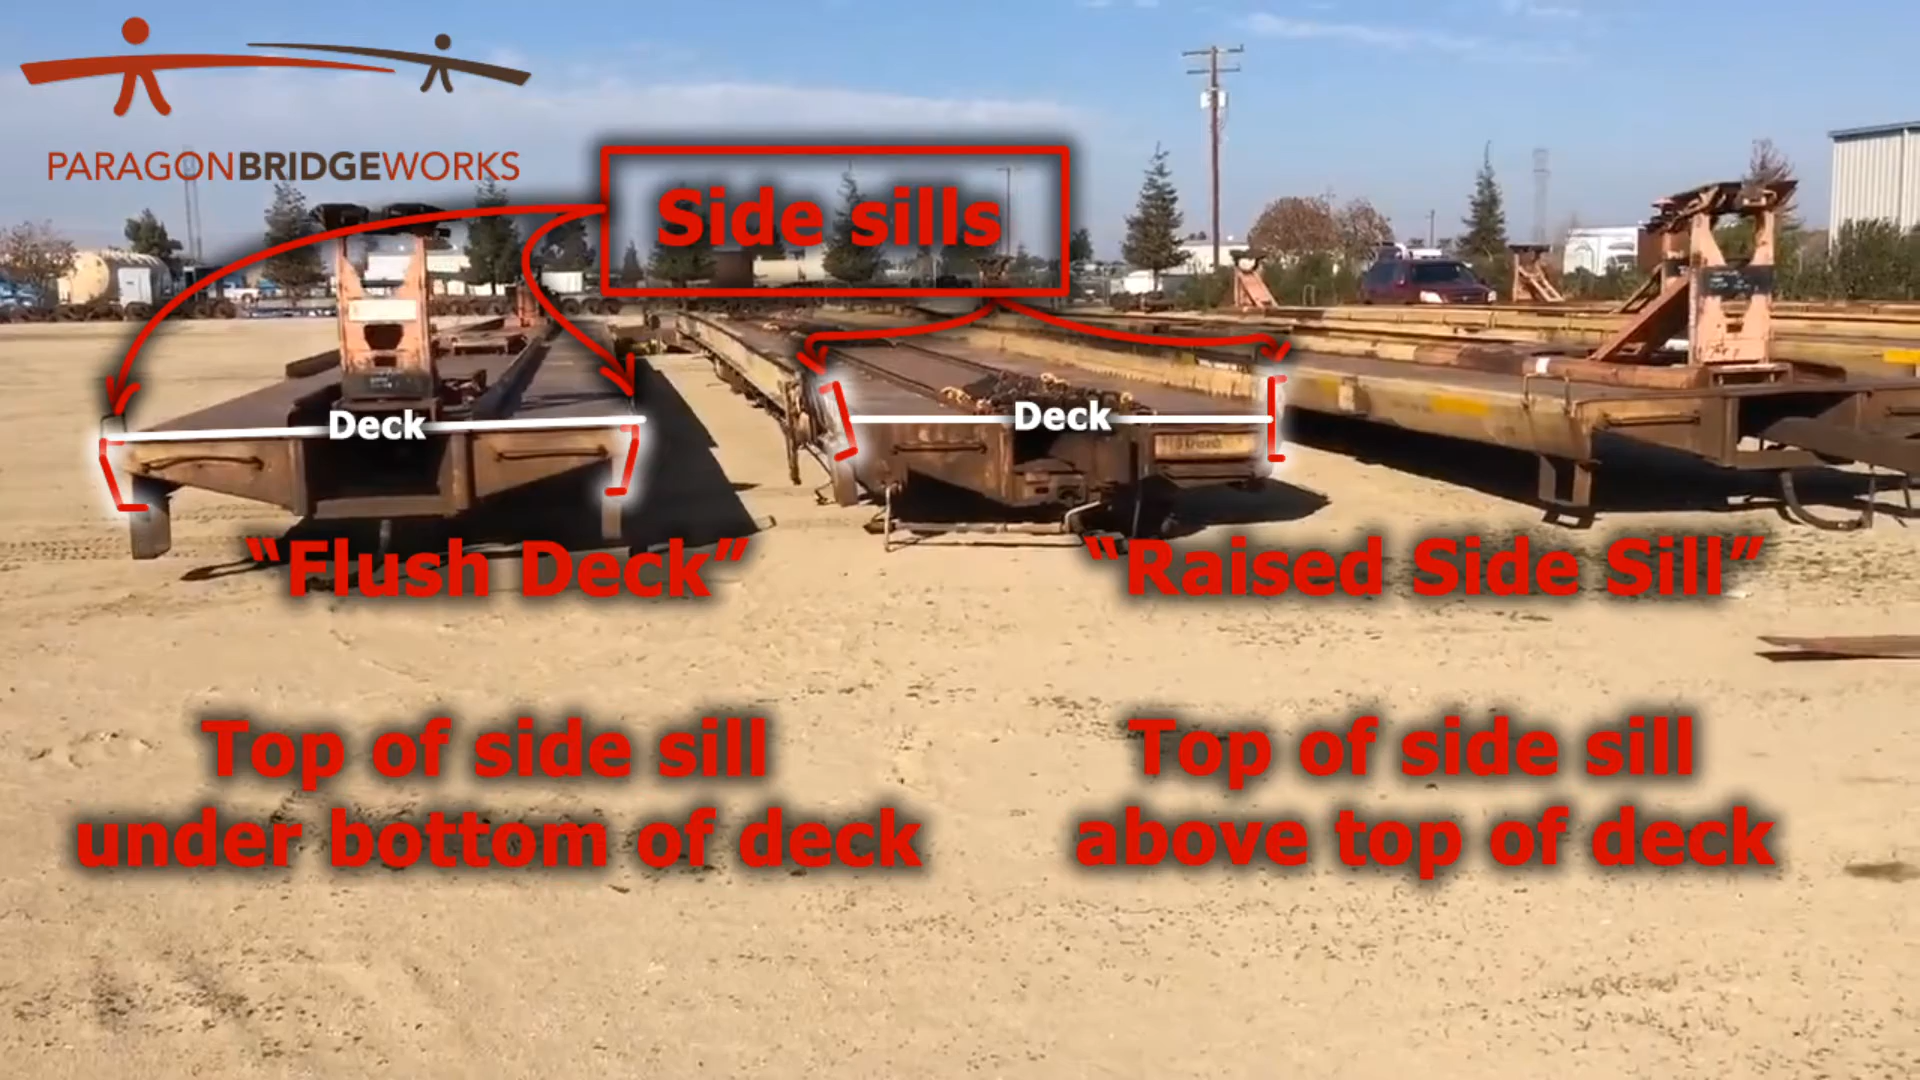 PARAGONBRIDGEWORKS
Side sills
Deck
Deck
“Flush Deck”
“Raised Side Sill”
Top of side sill
under bottom of deck
Top of side sill
above top of deck